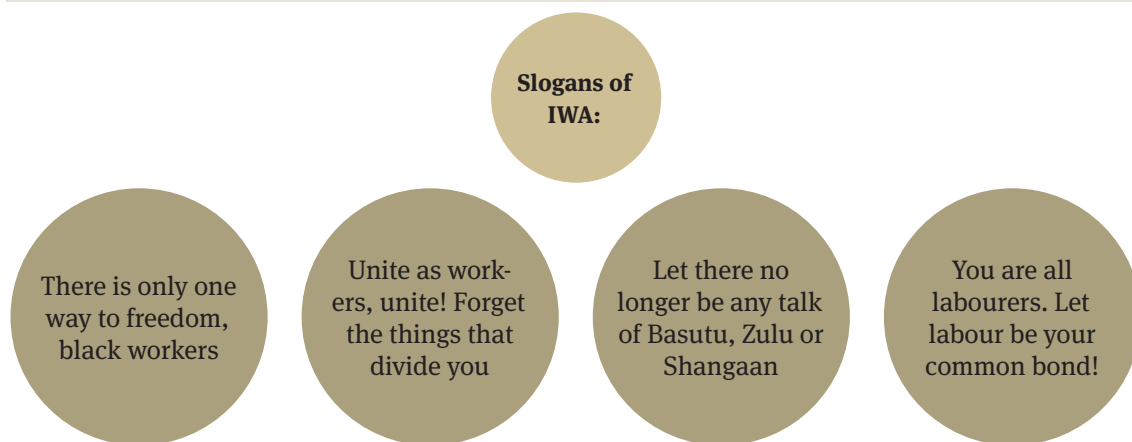 Slogans of
IWA:
There is only one
way to freedom,
black workers
Unite as work-
ers, unite! Forget
the things that
divide you
Let there no
longer be any talk
of Basutu, Zulu or
Shangaan
You are all
labourers. Let
labour be your
common bond!